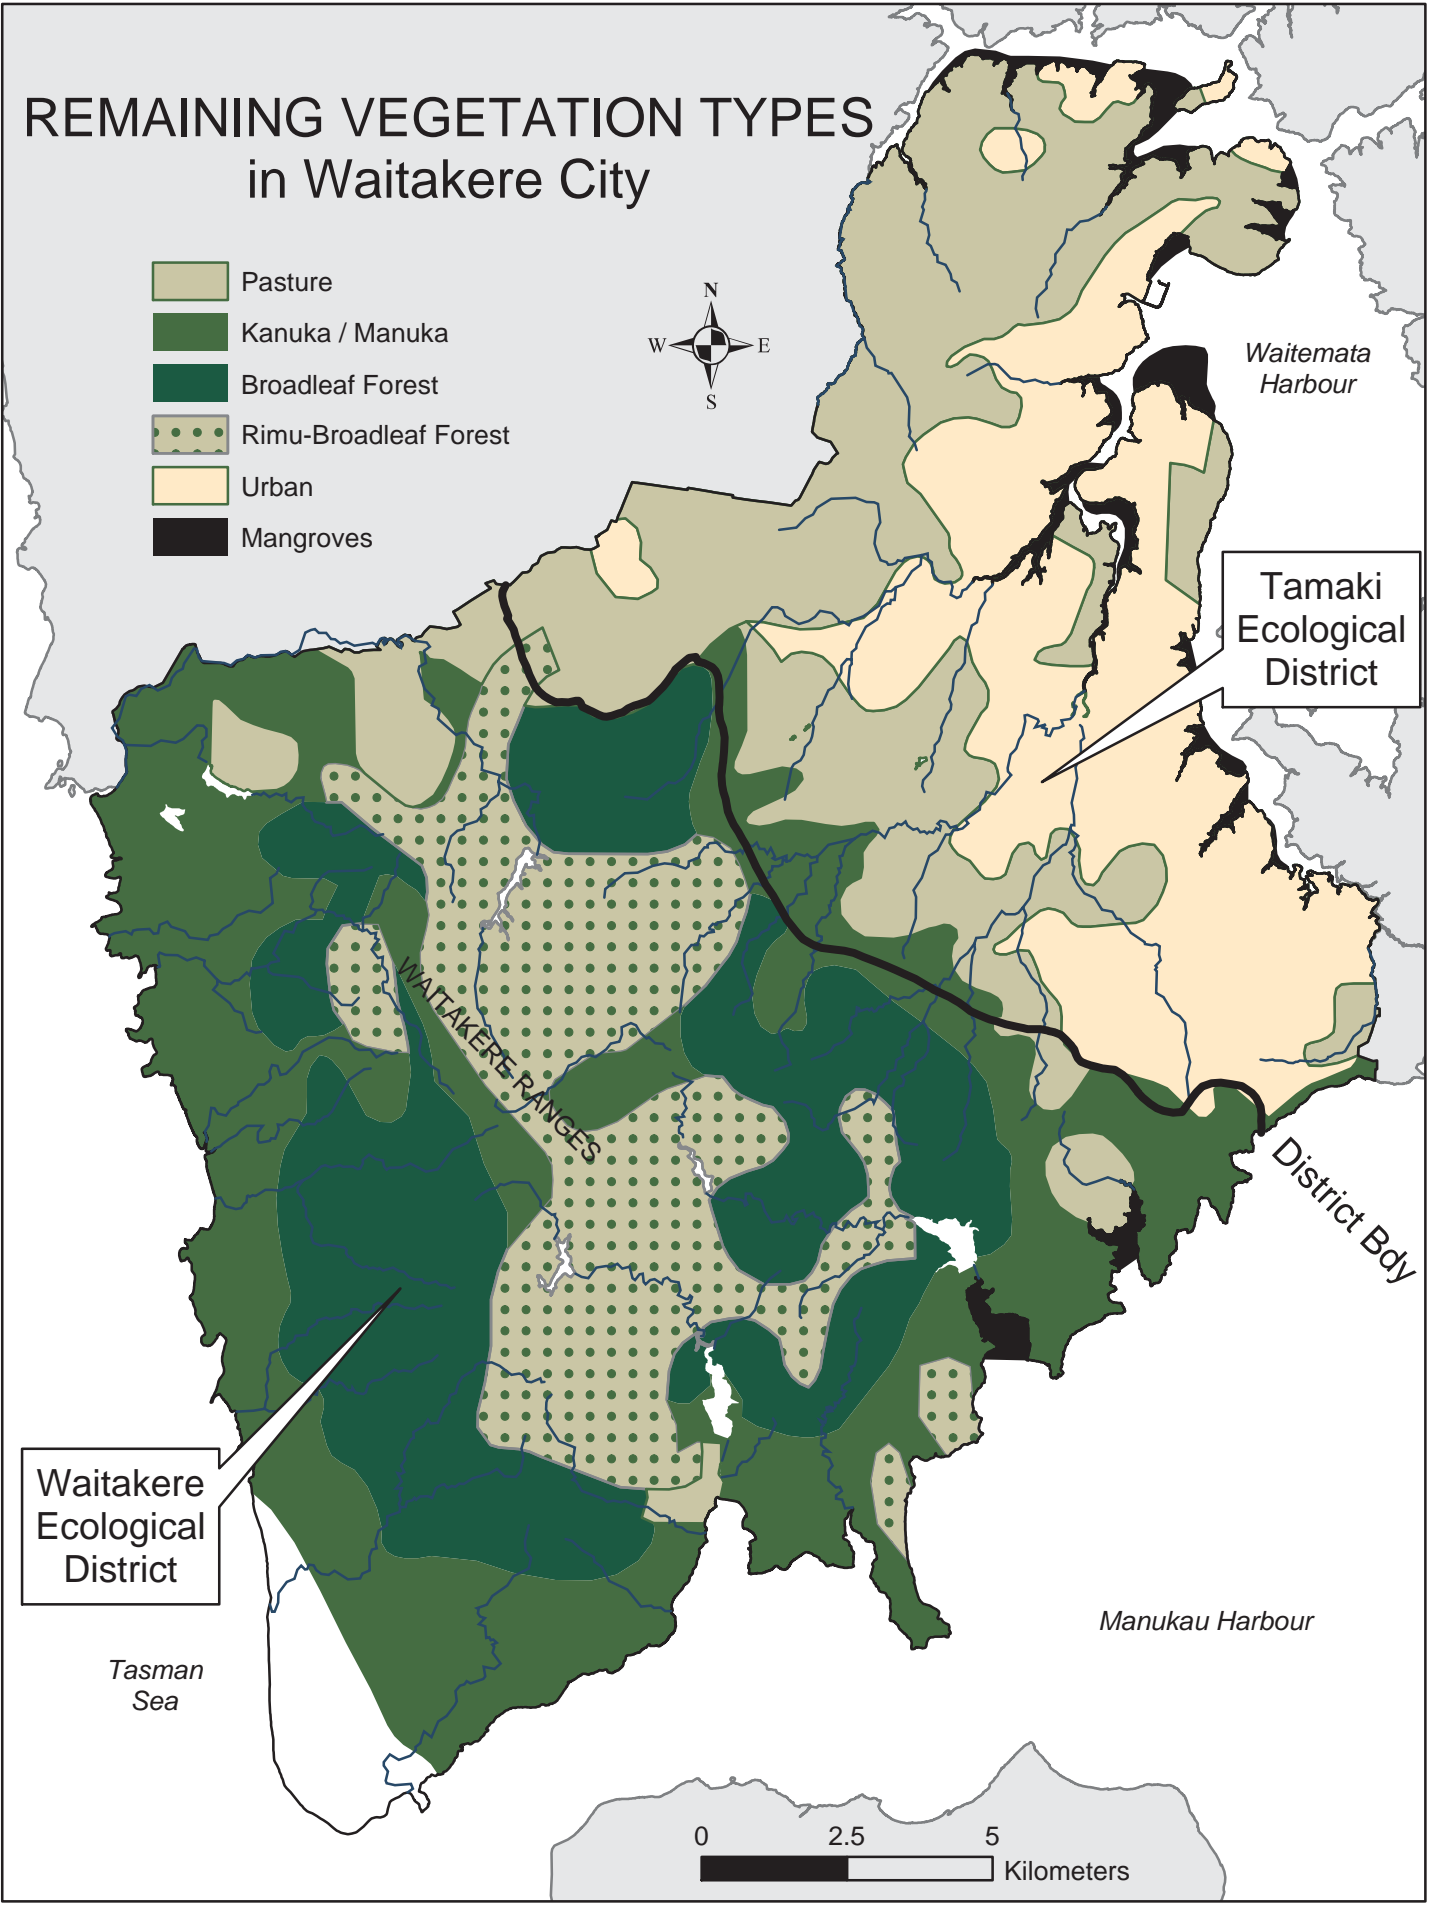 REMAINING VEGETATION TYPES
in Waitakere City
Pasture
Kanuka / Manuka
Broadleaf Forest
Rimu-Broadleaf Forest
Urban
Mangroves
N
W E
S
Waitemata
Harbour
Tamaki
Ecological
District
WAITAKERE RANGES
District Bdy
Waitakere
Ecological
District
Manukau Harbour
Tasman
Sea
0 2.5 5
Kilometers